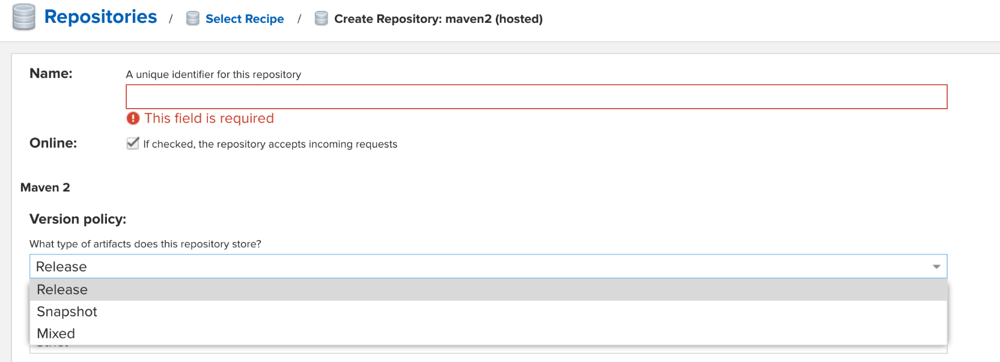 Repositories / Select Recipe / Create Repository: maven2 (hosted)
Name: A unique identifier for this repository
This field is required
Online: If checked, the repository accepts incoming requests
Maven 2
Version policy:
What type of artifacts does this repository store?
Release
Release
Snapshot
Mixed